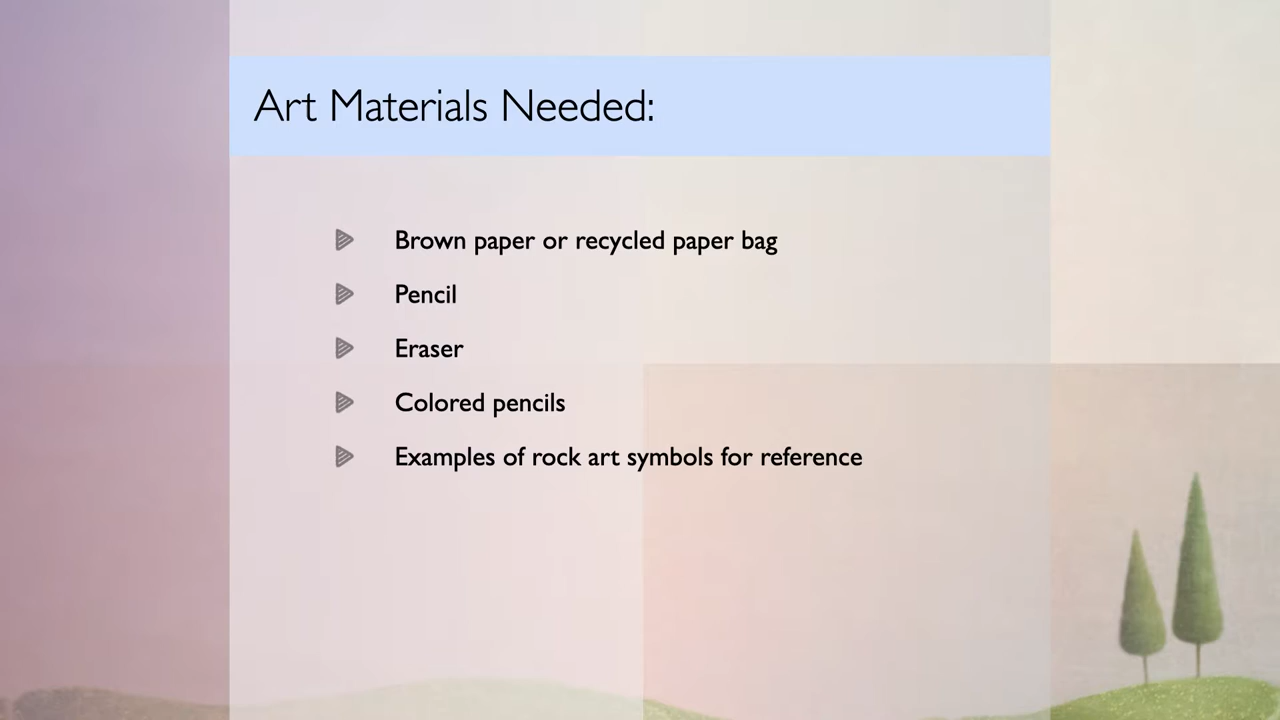 Art Materials Needed:
Brown paper or recycled paper bag
Pencil
Eraser
Colored pencils
Examples of rock art symbols for reference